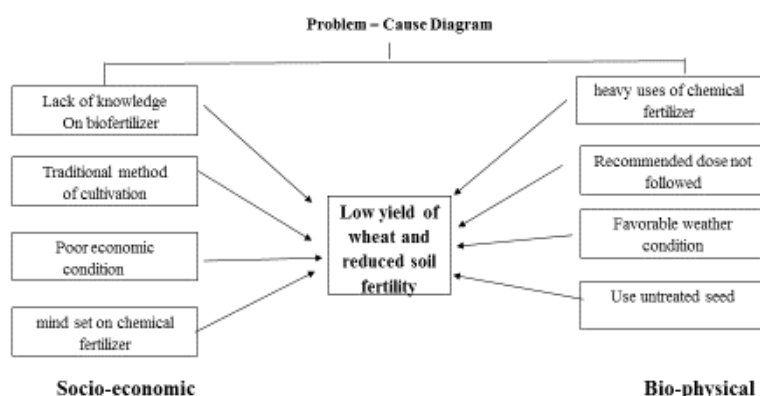 Problem – Cause Diagram
Lack of knowledge
On biofertilizer
Traditional method
of cultivation
Poor economic
condition
mind set on chemical
fertilizer
Low yield of
wheat and
reduced soil
fertility
heavy uses of chemical
fertilizer
Recommended dose not
followed
Favorable weather
condition
Use untreated seed
Socio-economic
Bio-physical